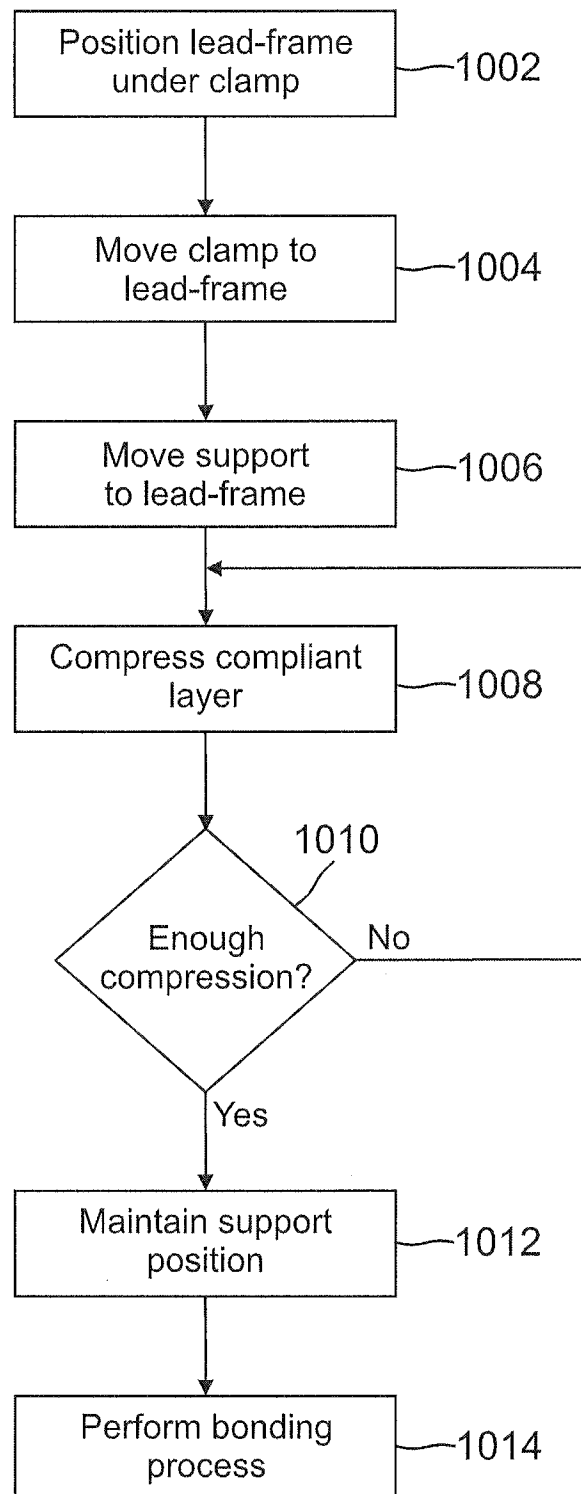 Position lead-frame
under clamp
1002
Move clamp to
lead-frame
1004
Move support
to lead-frame
1006
Compress compliant
layer
1008
1010
Enough
compression?
No
Yes
Maintain support
position
1012
Perform bonding
process
1014